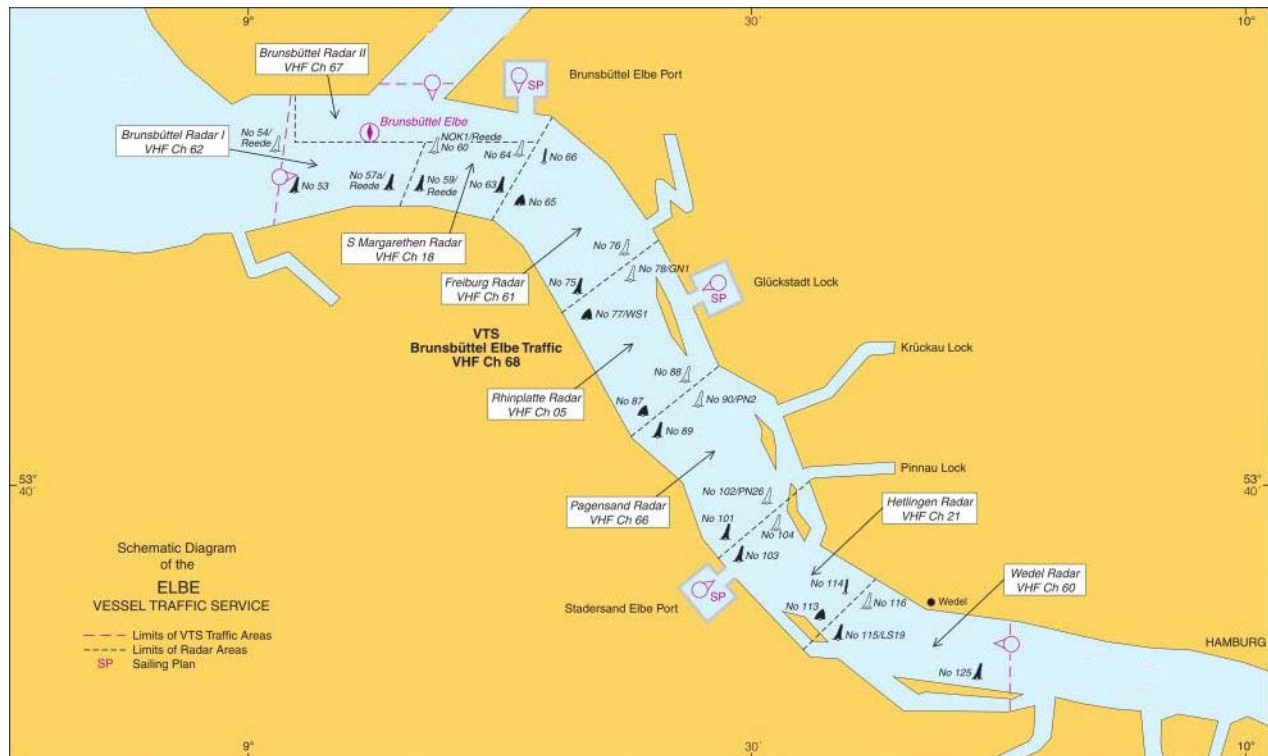 9°
30´
10°
Brunsbüttel Radar II
VHF Ch 67
SP
Brunsbüttel Elbe Port
Brunsbüttel Elbe
Brunsbüttel Radar I
VHF Ch 62
No 54/
Reede
NOK1/Reede
No 60
No 64
No 66
No 53
No 57a/
Reede
No 59/
Reede
No 63
No 65
S Margarethen Radar
VHF Ch 18
No 76
No 78/GN1
Freiburg Radar
VHF Ch 61
No 75
SP
Glückstadt Lock
No 77/WS1
VTS
Brunsbüttel Elbe Traffic
VHF Ch 68
Krückau Lock
No 88
Rhinplatte Radar
VHF Ch 05
No 87
No 90/PN2
No 89
53°
40´
Pinnau Lock
53°
40´
No 102/PN26
Hetlingen Radar
VHF Ch 21
Pagensand Radar
VHF Ch 66
No 101
No 104
No 103
Schematic Diagram
of the
ELBE
VESSEL TRAFFIC SERVICE
Wedel Radar
VHF Ch 60
SP
Stadersand Elbe Port
No 114
No 116
Wedel
No 113
No 115/LS19
Limits of VTS Traffic Areas
Limits of Radar Areas
SP Sailing Plan
HAMBURG
No 125
9°
30´
10°